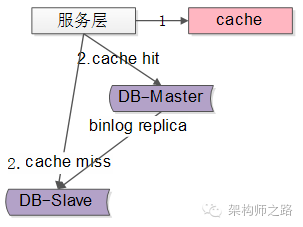 服务层
1
cache
2.cache hit
DB-Master
binlog replica
2. cache miss
DB-Slave
架构师之路